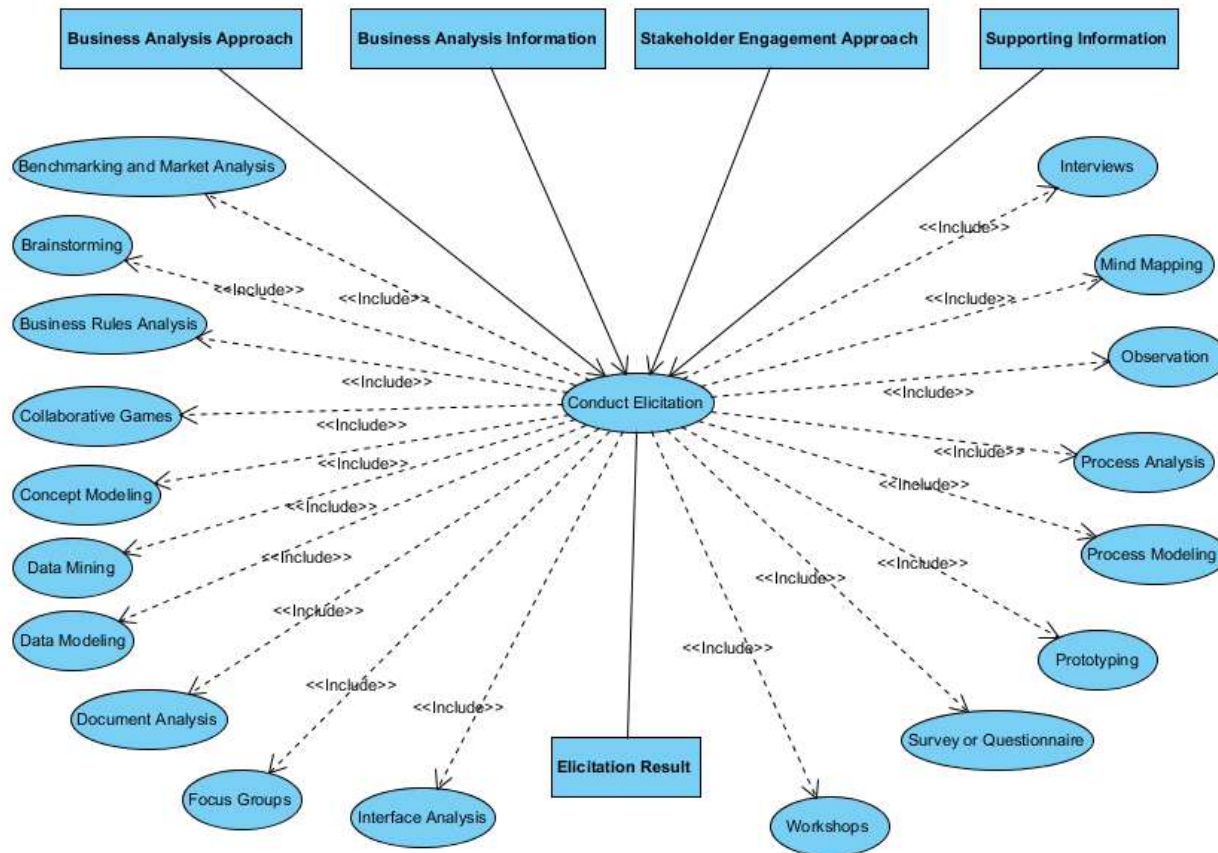 Business Analysis Approach
Business Analysis Information
Stakeholder Engagement Approach
Supporting Information
Benchmarking and Market Analysis
Interviews
<<Include>>
Brainstorming
Mind Mapping
<<Include>>
<<Include>>
<<Include>>
Business Rules Analysis
Observation
<<Include>>
<<Include>>
Conduct Elicitation
Collaborative Games
<<Include>>
<<Include>>
Process Analysis
<<Include>>
<<Include>>
Concept Modeling
<<Include>>
Data Mining
<<Include>>
<<Include>>
Process Modeling
<<Include>>
<<Include>>
Data Modeling
<<Include>>
Prototyping
<<Include>>
<<Include>>
Document Analysis
<<Include>>
Survey or Questionnaire
Elicitation Result
Focus Groups
Interface Analysis
Workshops